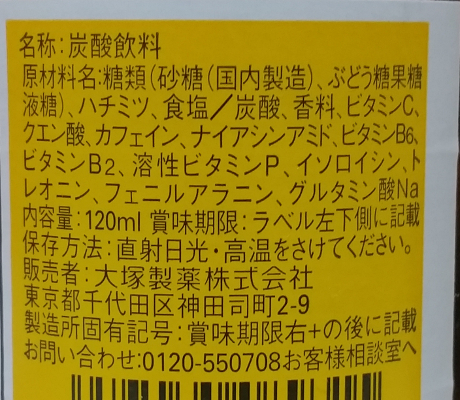 名称:炭酸飲料
原材料名:糖類(砂糖(国内製造)、ぶどう糖果糖
液糖)、ハチミツ、食塩/炭酸、香料、ビタミンC、
クエン酸、カフェイン、ナイアシンアミド、ビタミンB6、
ビタミンB2、溶性ビタミンP、イソロイシン、ト
レオニン、フェニルアラニン、グルタミン酸Na
内容量:120ml 賞味期限:ラベル左下側に記載
保存方法:直射日光・高温をさけてください。
販売者:大塚製薬株式会社
東京都千代田区神田司町2-9
製造所固有記号:賞味期限右+の後に記載
お問い合わせ:0120-550708お客様相談室へ